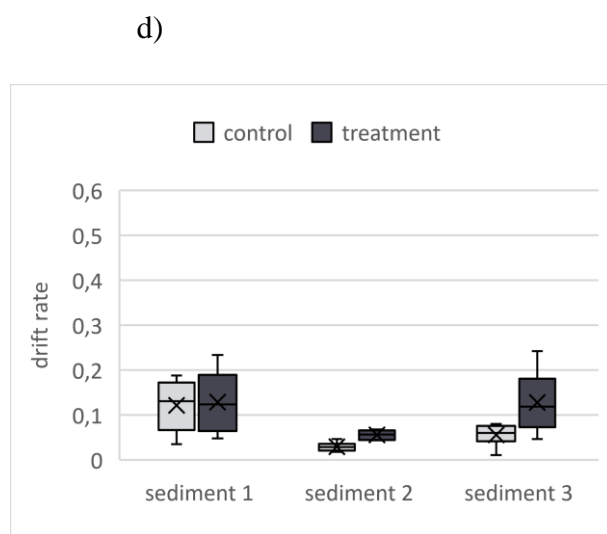 d)
control treatment
0,6
0,5
0,4
0,3
0,2
0,1
0
drift rate
sediment 1 sediment 2 sediment 3